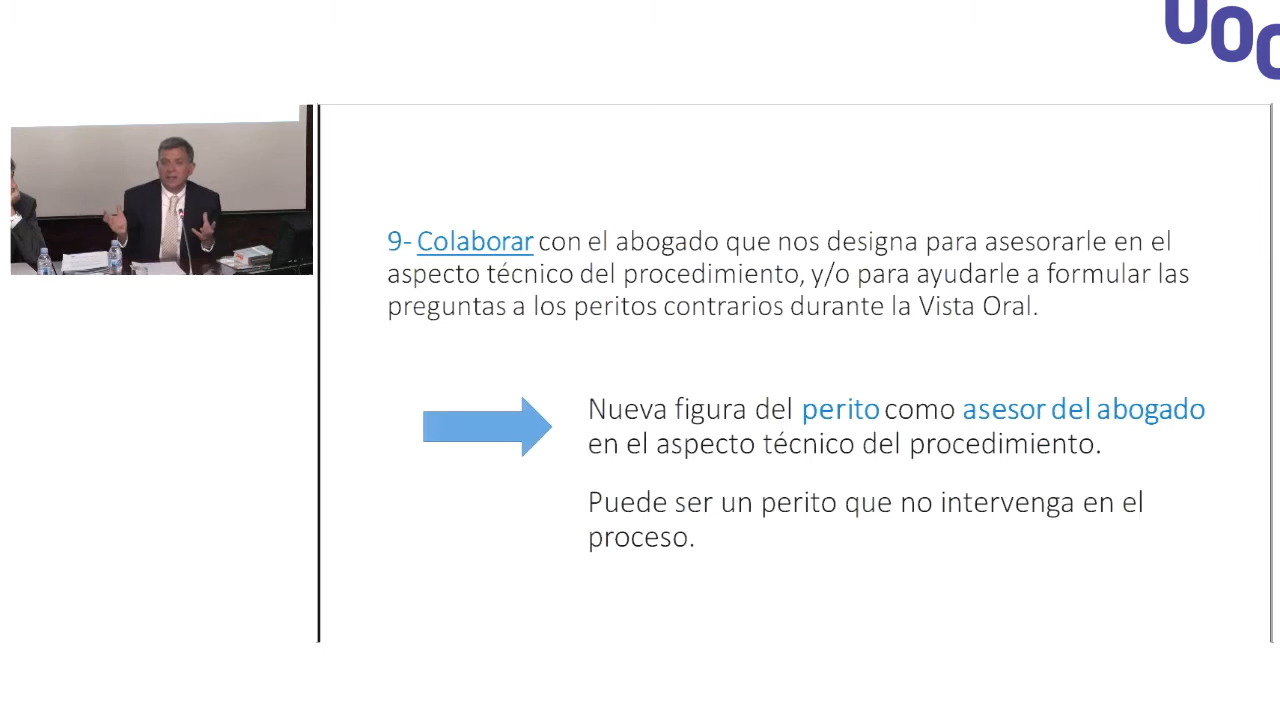 UOC
9- Colaborar con el abogado que nos designa para asesorarle en el
aspecto técnico del procedimiento, y/o para ayudarle a formular las
preguntas a los peritos contrarios durante la Vista Oral.
Nueva figura del perito como asesor del abogado
en el aspecto técnico del procedimiento.
Puede ser un perito que no intervenga en el
proceso.